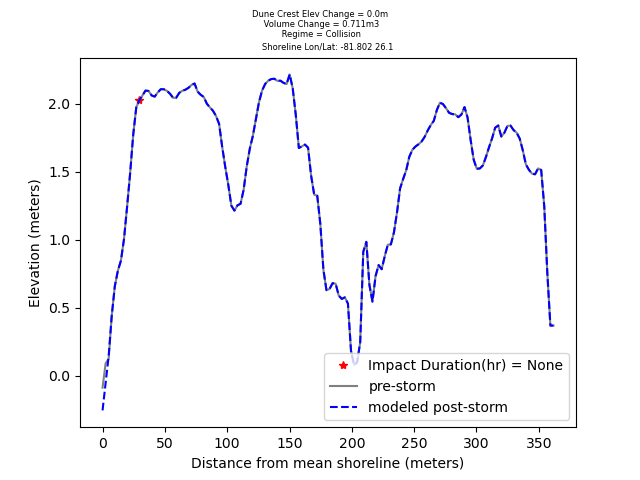 Dune Crest Elev Change = 0.0m
Volume Change = 0.711m3
Regime = Collision
Shoreline Lon/Lat: -81.802 26.1
2.0
1.5
1.0
0.5
0.0
Elevation (meters)
Impact Duration(hr) = None
pre-storm
modeled post-storm
0 50 100 150 200 250 300 350
Distance from mean shoreline (meters)